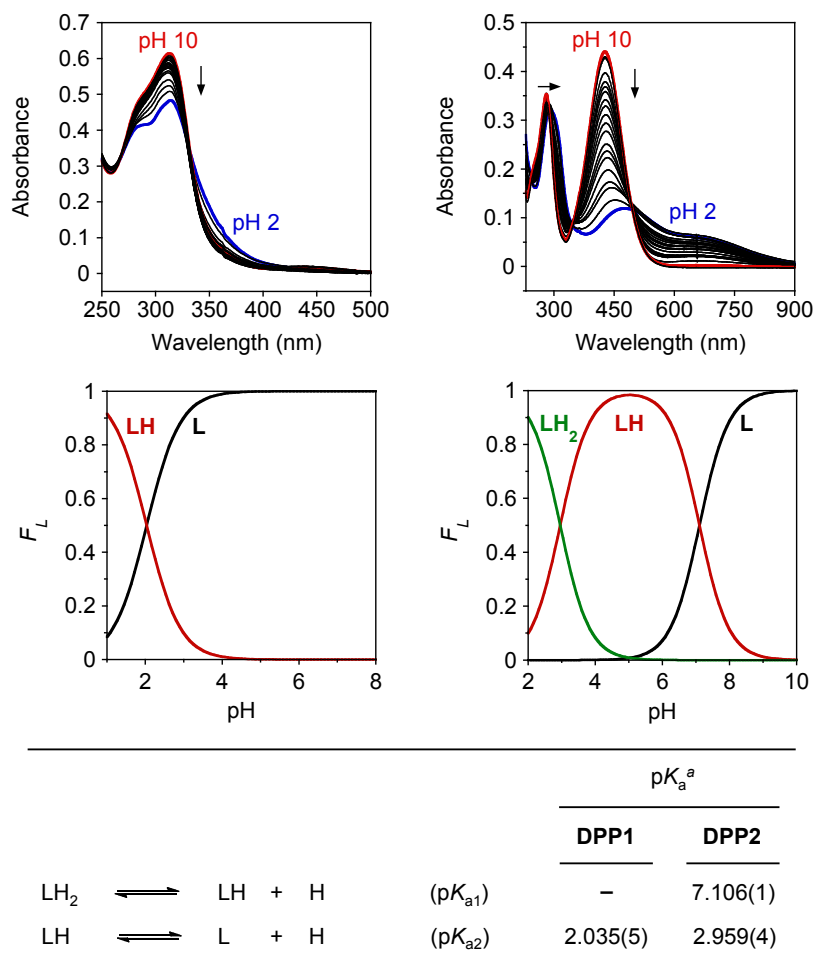 pH 10
pH 2
Absorbance
0.7
0.6
0.5
0.4
0.3
0.2
0.1
0
250 300 350 400 450 500
Wavelength (nm)
pH 10
pH 2
Absorbance
0.5
0.4
0.3
0.2
0.1
0
300 450 600 750 900
Wavelength (nm)
LH L
F_L
1
0.8
0.6
0.4
0.2
0
2 4 6 8
pH
LH₂ LH L
F_L
1
0.8
0.6
0.4
0.2
0
2 4 6 8 10
pH
pKₐᵃ
DPP1 DPP2
LH₂ ⇌ LH + H (pKₐ₁) – 7.106(1)
LH ⇌ L + H (pKₐ₂) 2.035(5) 2.959(4)